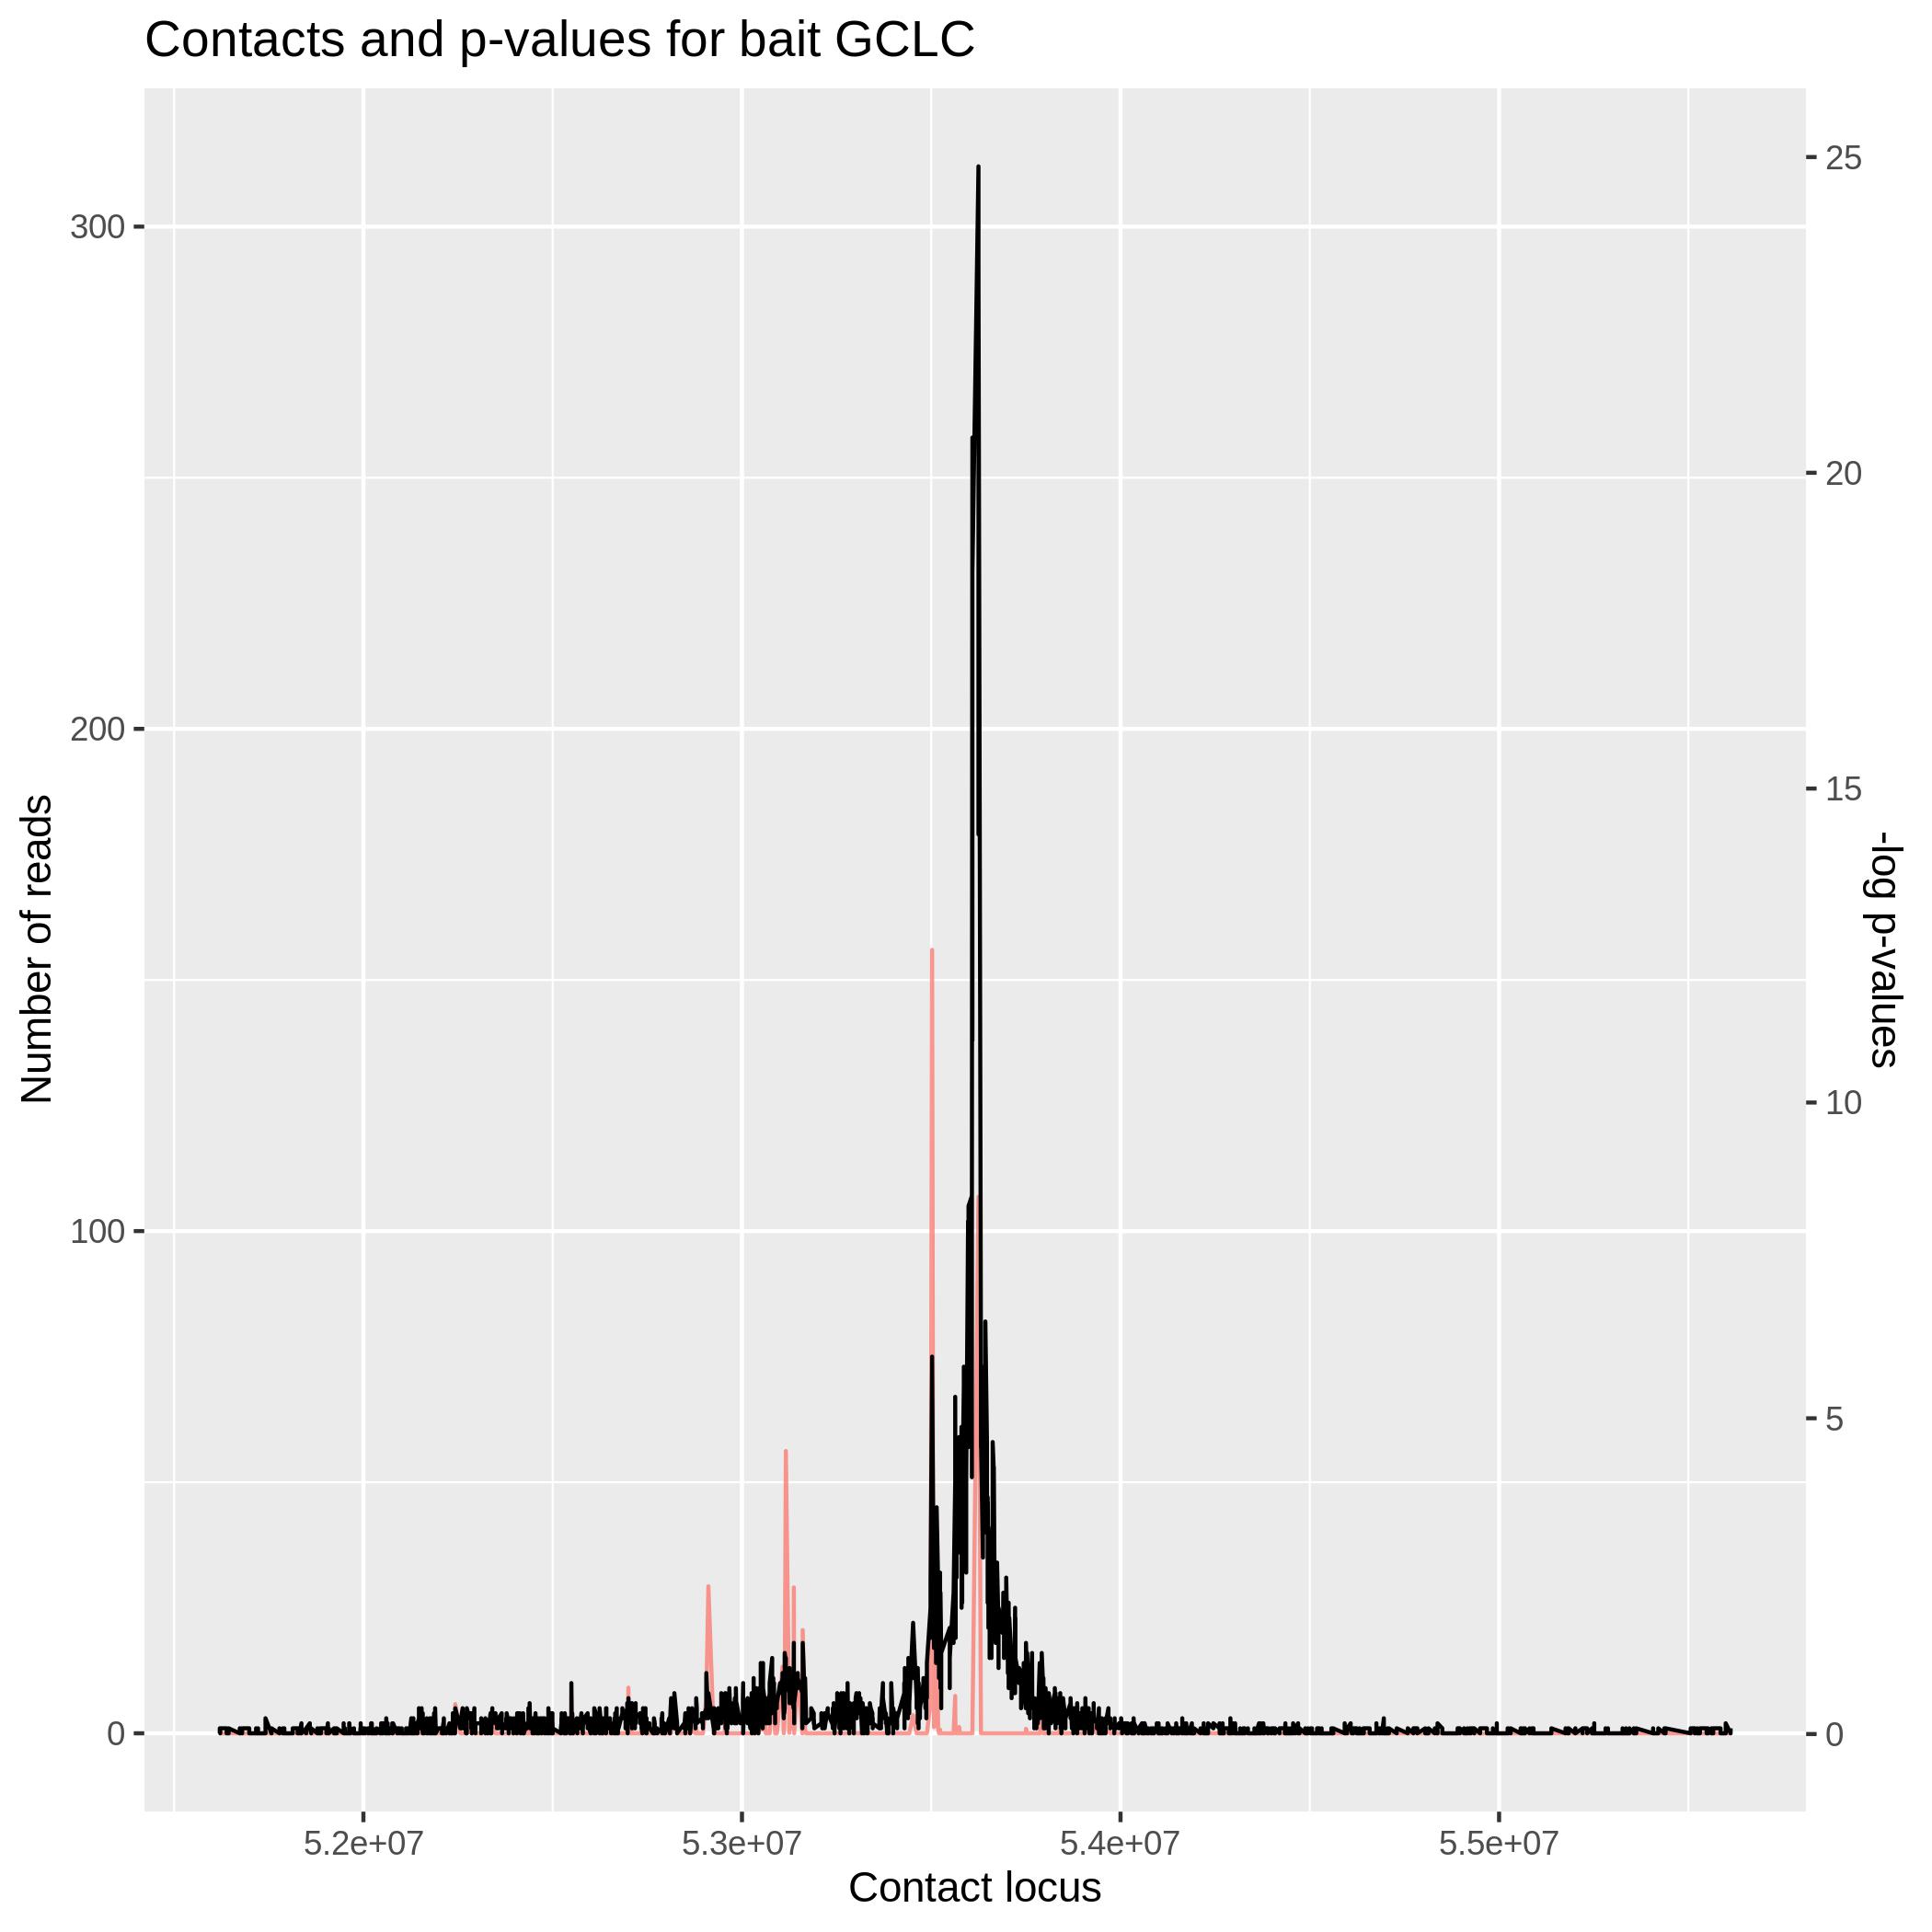 Contacts and p-values for bait GCLC
Number of reads
300
200
100
0
25
20
15
10
5
0
-log p-values
5.2e+07
5.3e+07
5.4e+07
5.5e+07
Contact locus